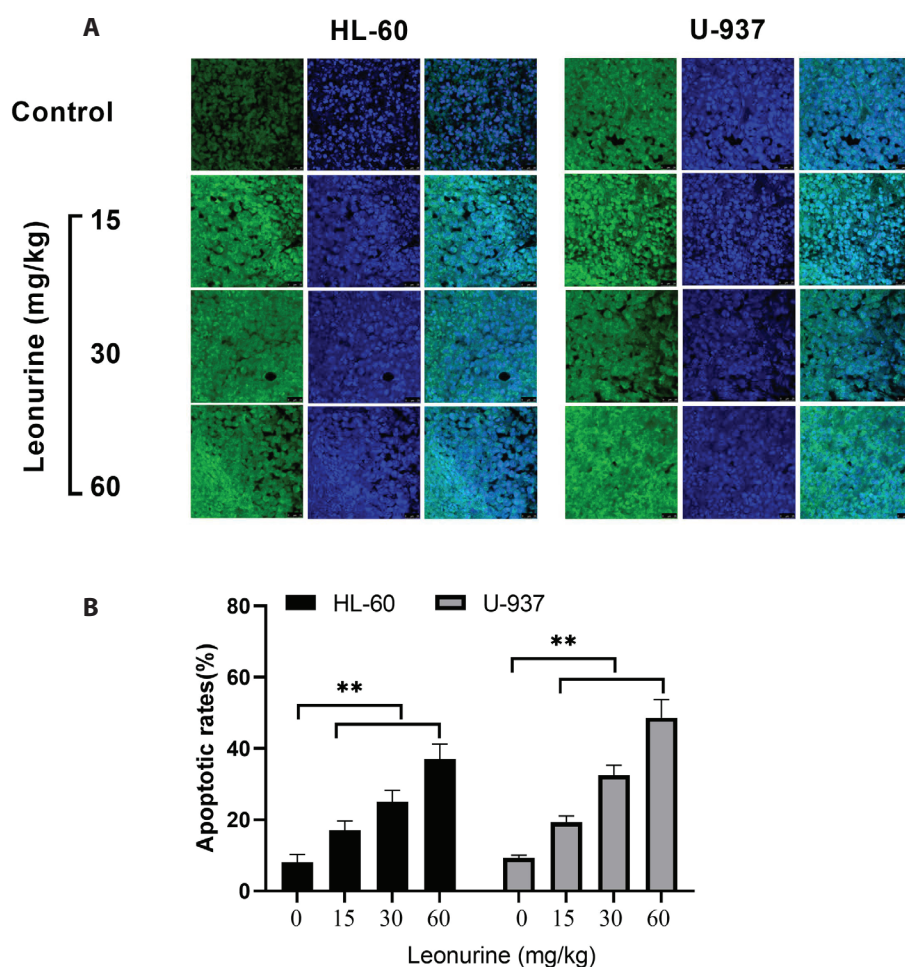 A
HL-60
U-937
Control
Leonurine (mg/kg)
15
30
60
B
HL-60
U-937
Apoptotic rates(%)
80
60
40
20
0
**
**
0 15 30 60 0 15 30 60
Leonurine (mg/kg)